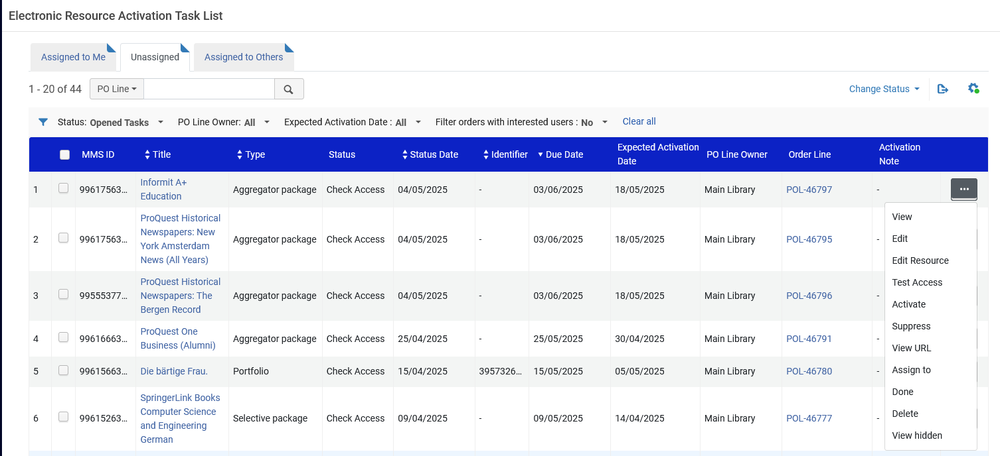 Electronic Resource Activation Task List
Assigned to Me Unassigned Assigned to Others
1 - 20 of 44 PO Line Change Status
Status: Opened Tasks PO Line Owner: All Expected Activation Date : All Filter orders with interested users : No Clear all
MMS ID Title Type Status Status Date Identifier Due Date Expected Activation Date PO Line Owner Order Line Activation Note
1 99617563... Informit A+ Education Aggregator package Check Access 04/05/2025 - 03/06/2025 18/05/2025 Main Library POL-46797 - ...
2 99617563... ProQuest Historical Newspapers: New York Amsterdam News (All Years) Aggregator package Check Access 04/05/2025 - 03/06/2025 18/05/2025 Main Library POL-46795 -
3 99555377... ProQuest Historical Newspapers: The Bergen Record Aggregator package Check Access 04/05/2025 - 03/06/2025 18/05/2025 Main Library POL-46796 -
4 99616663... ProQuest One Business (Alumni) Aggregator package Check Access 25/04/2025 - 25/05/2025 30/04/2025 Main Library POL-46791 -
5 99615663... Die bärtige Frau. Portfolio Check Access 15/04/2025 3957326... 15/05/2025 05/05/2025 Main Library POL-46780 -
6 99615263... SpringerLink Books Computer Science and Engineering German Selective package Check Access 09/04/2025 - 09/05/2025 14/04/2025 Main Library POL-46777 -
View
Edit
Edit Resource
Test Access
Activate
Suppress
View URL
Assign to
Done
Delete
View hidden